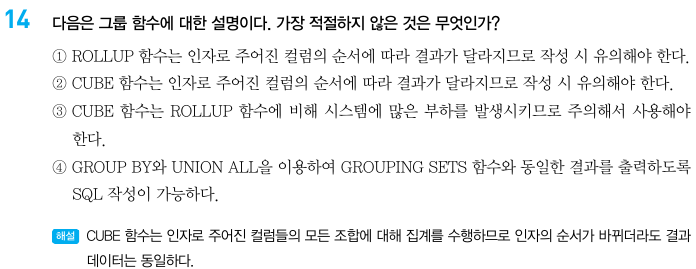 14 다음은 그룹 함수에 대한 설명이다. 가장 적절하지 않은 것은 무엇인가?
① ROLLUP 함수는 인자로 주어진 컬럼의 순서에 따라 결과가 달라지므로 작성 시 유의해야 한다.
② CUBE 함수는 인자로 주어진 컬럼의 순서에 따라 결과가 달라지므로 작성 시 유의해야 한다.
③ CUBE 함수는 ROLLUP 함수에 비해 시스템에 많은 부하를 발생시키므로 주의해서 사용해야
한다.
④ GROUP BY와 UNION ALL을 이용하여 GROUPING SETS 함수와 동일한 결과를 출력하도록
SQL 작성이 가능하다.
해설 CUBE 함수는 인자로 주어진 컬럼들의 모든 조합에 대해 집계를 수행하므로 인자의 순서가 바뀌더라도 결과
데이터는 동일하다.